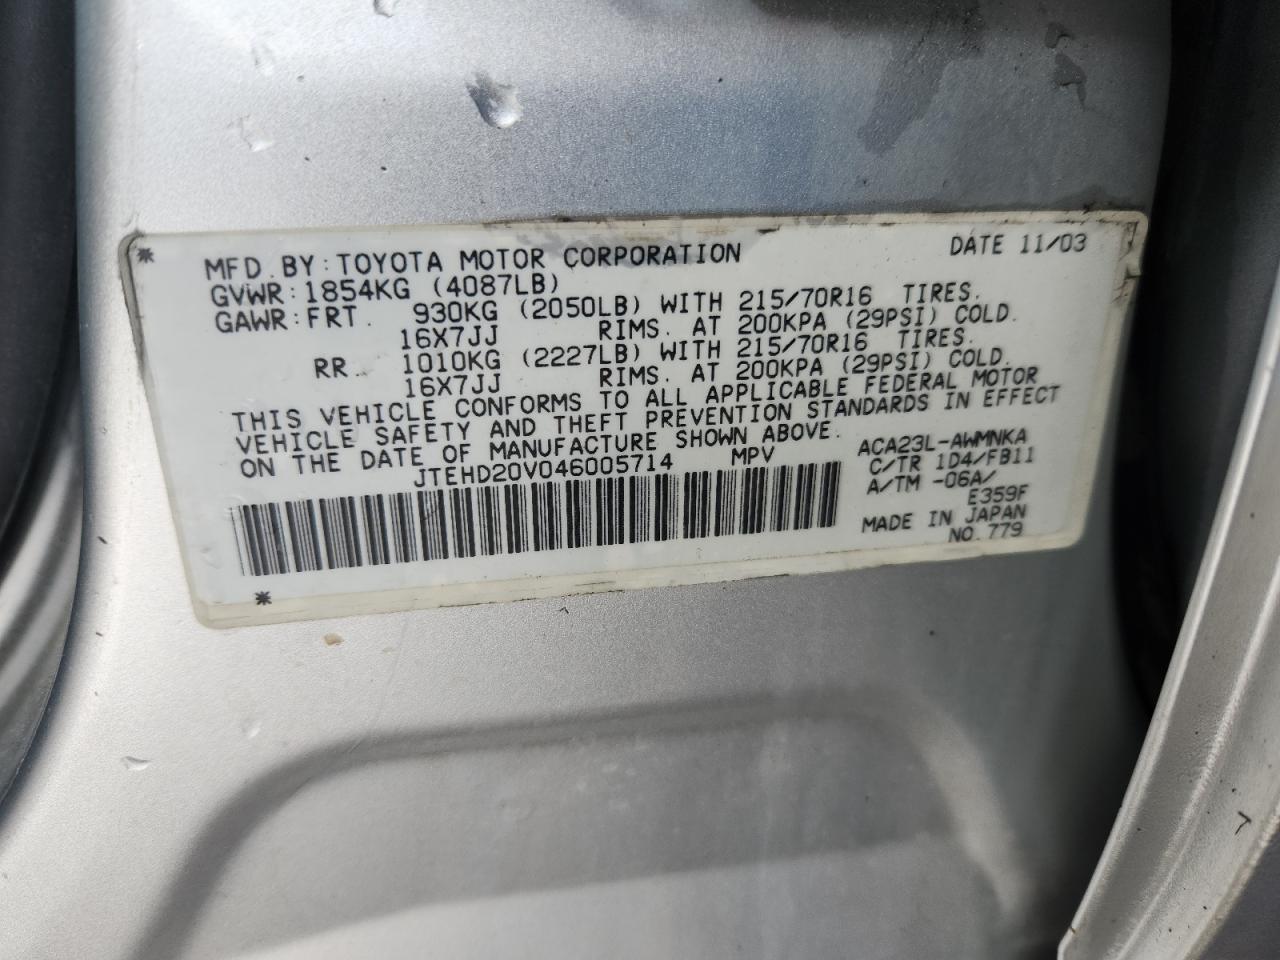 MFD. BY: TOYOTA MOTOR CORPORATION DATE 11/03
GVWR: 1854KG (4087LB)
GAWR: FRT. 930KG (2050LB) WITH 215/70R16 TIRES.
16X7JJ RIMS. AT 200KPA (29PSI) COLD.
RR. 1010KG (2227LB) WITH 215/70R16 TIRES.
16X7JJ RIMS. AT 200KPA (29PSI) COLD.
THIS VEHICLE CONFORMS TO ALL APPLICABLE FEDERAL MOTOR
VEHICLE SAFETY AND THEFT PREVENTION STANDARDS IN EFFECT
ON THE DATE OF MANUFACTURE SHOWN ABOVE.
JTEHD20V046005714 MPV
ACA23L-AWMNKA
C/TR 1D4/FB11
A/TM -06A/
E359F
MADE IN JAPAN
NO. 779